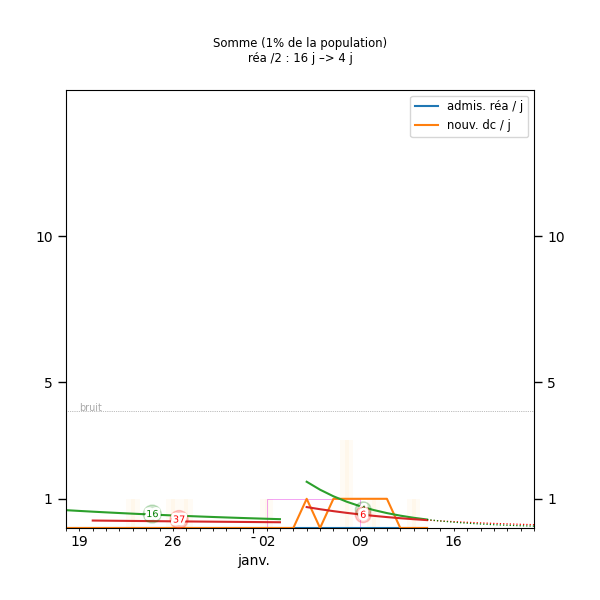 Somme (1% de la population)
réa /2 : 16 j –> 4 j
admis. réa / j
nouv. dc / j
10 10
5 5
bruit
1 1
16
37
6
19 26 - 02 09 16
janv.